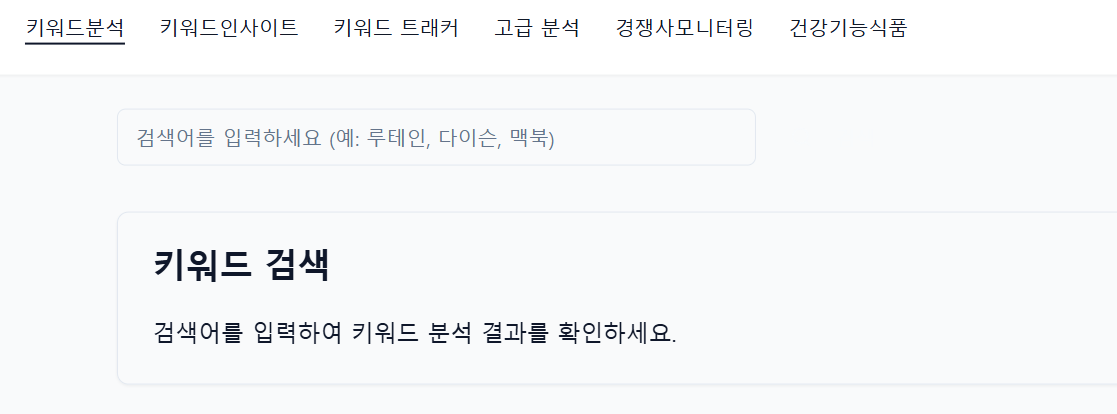 키워드분석 키워드인사이트 키워드 트래커 고급 분석 경쟁사모니터링 건강기능식품
검색어를 입력하세요 (예: 루테인, 다이슨, 맥북)
키워드 검색
검색어를 입력하여 키워드 분석 결과를 확인하세요.